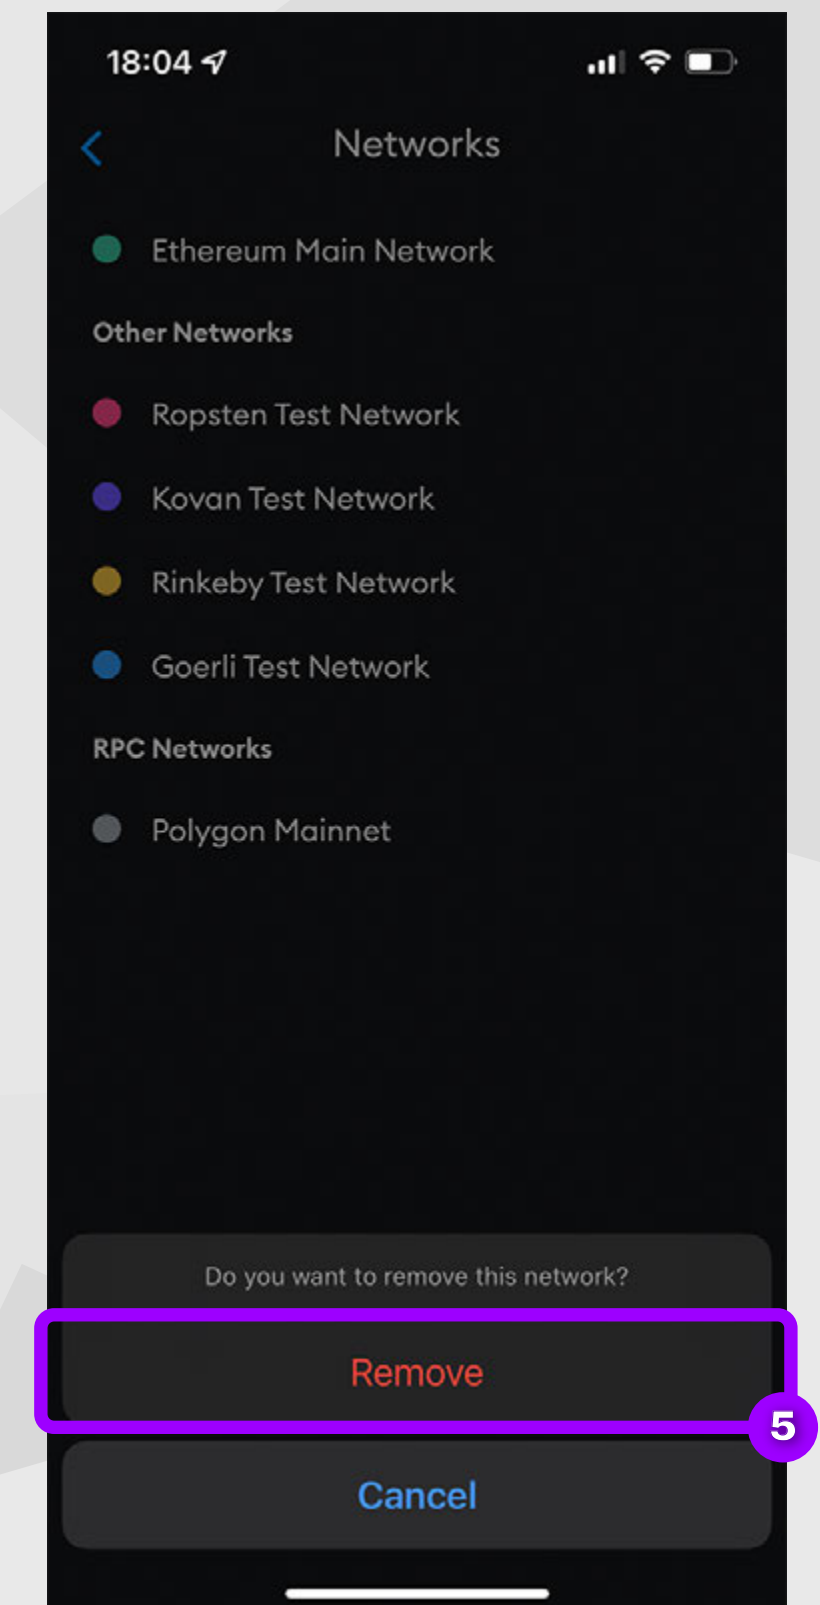 18:04
Networks
Ethereum Main Network
Other Networks
Ropsten Test Network
Kovan Test Network
Rinkeby Test Network
Goerli Test Network
RPC Networks
Polygon Mainnet
Do you want to remove this network?
Remove
5
Cancel